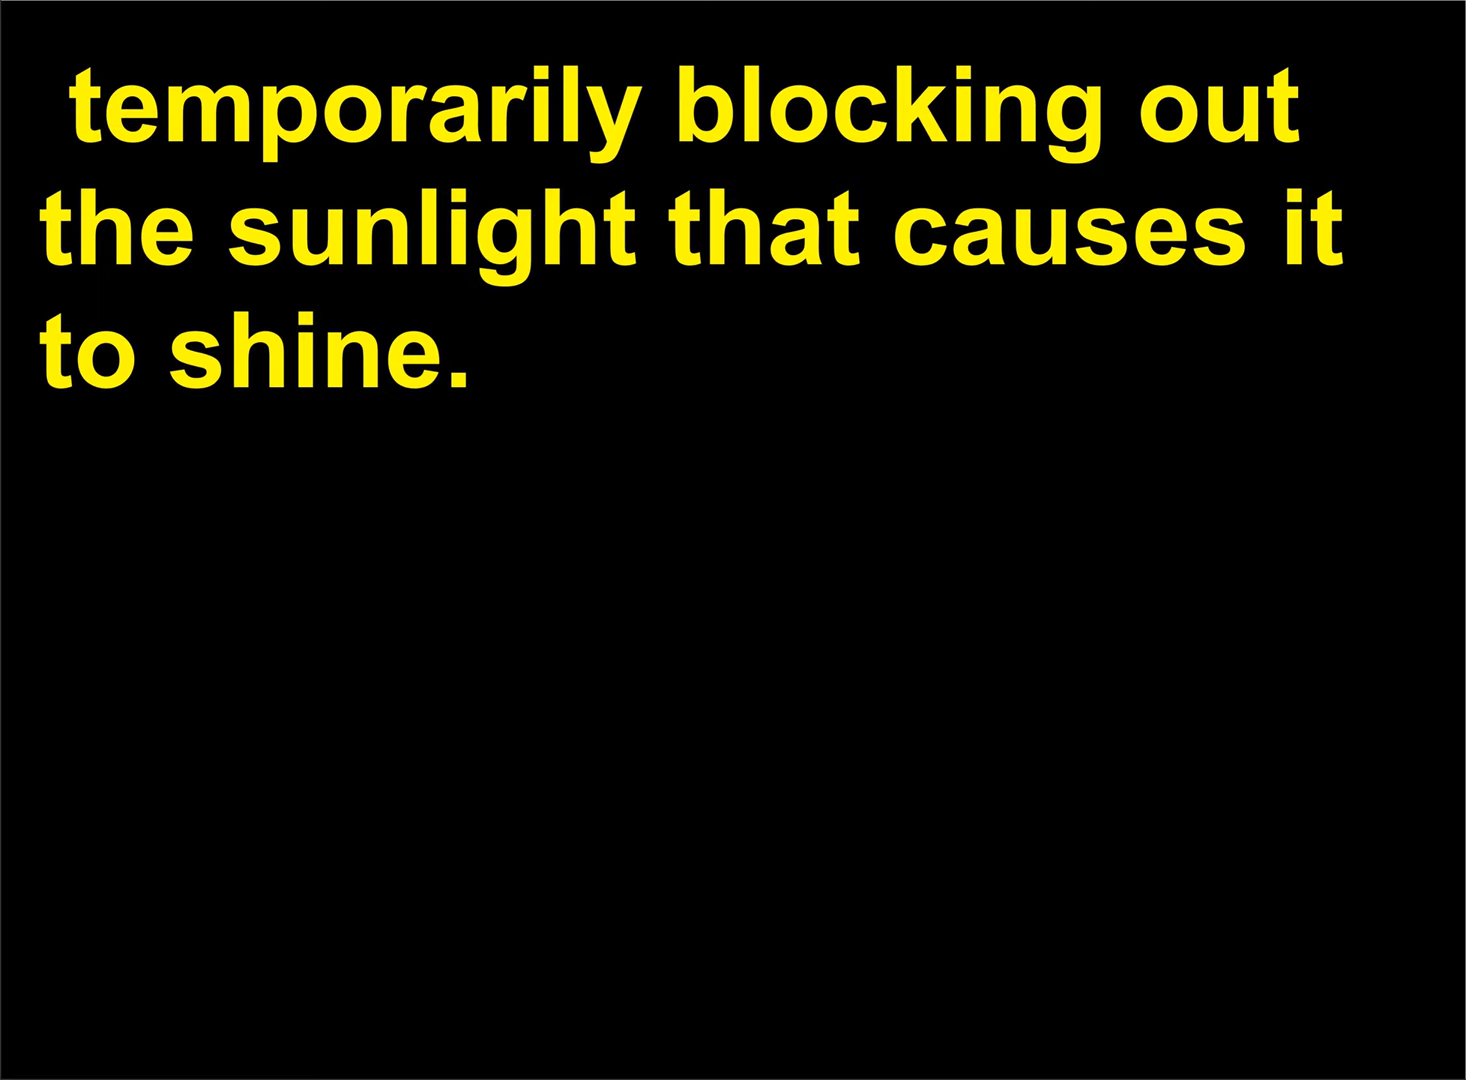 temporarily blocking out
the sunlight that causes it
to shine.